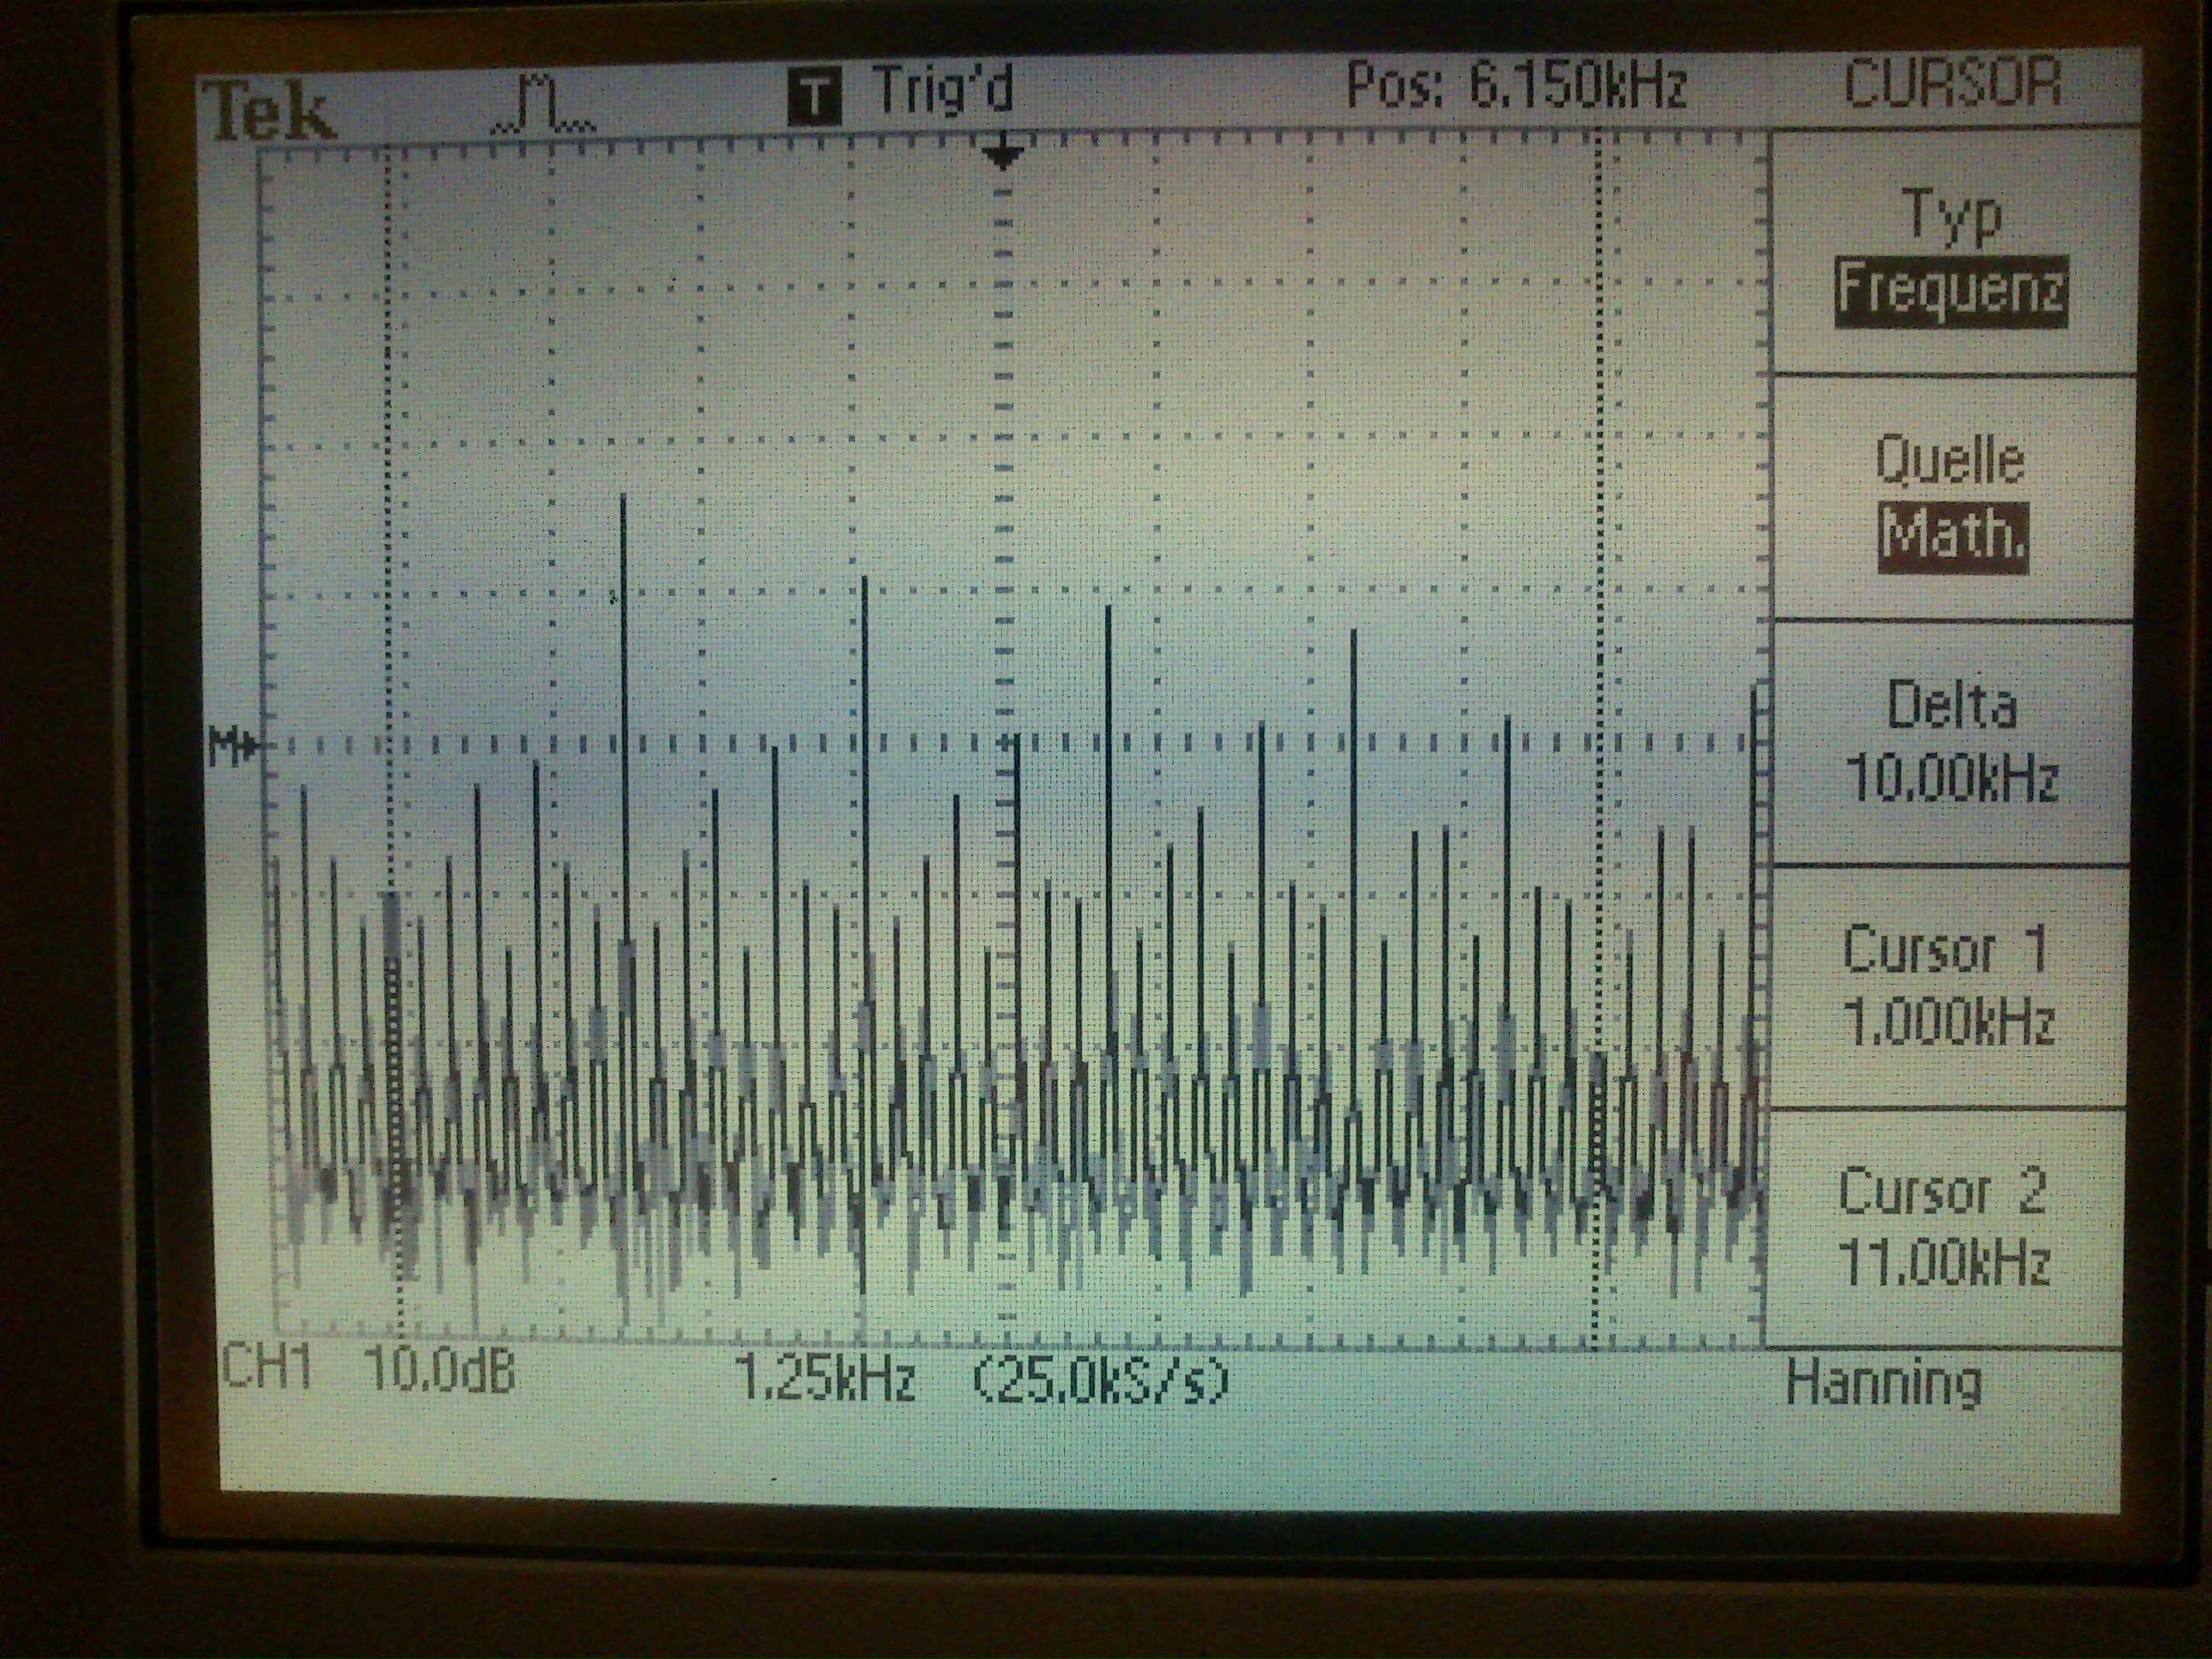 Tek T Trig'd Pos: 6.150kHz CURSOR
Typ
Frequenz
Quelle
Math.
Delta
10.00kHz
Cursor 1
1.000kHz
Cursor 2
11.00kHz
M
CH1 10.0dB 1.25kHz (25.0kS/s) Hanning